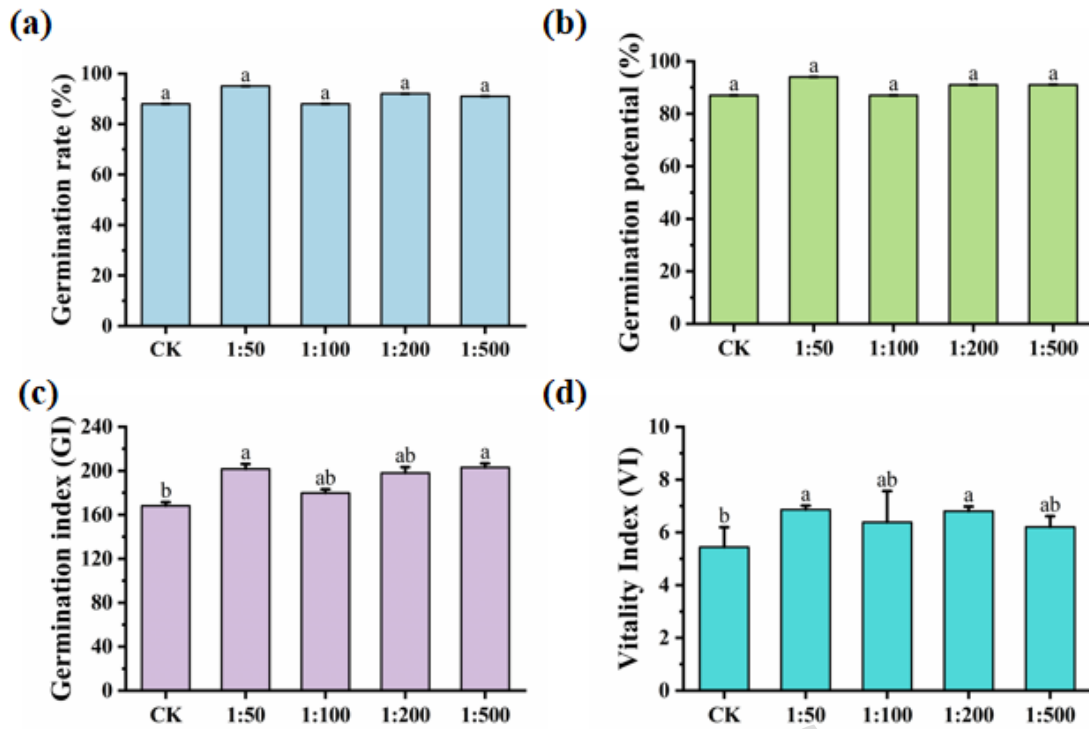 (a)
Germination rate (%)
100
80
60
40
20
0
a
a
a
a
a
CK 1:50 1:100 1:200 1:500
(b)
Germination potential (%)
100
80
60
40
20
0
a
a
a
a
a
CK 1:50 1:100 1:200 1:500
(c)
Germination index (GI)
240
200
160
120
80
40
0
b
a
ab
ab
a
CK 1:50 1:100 1:200 1:500
(d)
Vitality Index (VI)
10
8
6
4
2
0
b
a
ab
a
ab
CK 1:50 1:100 1:200 1:500